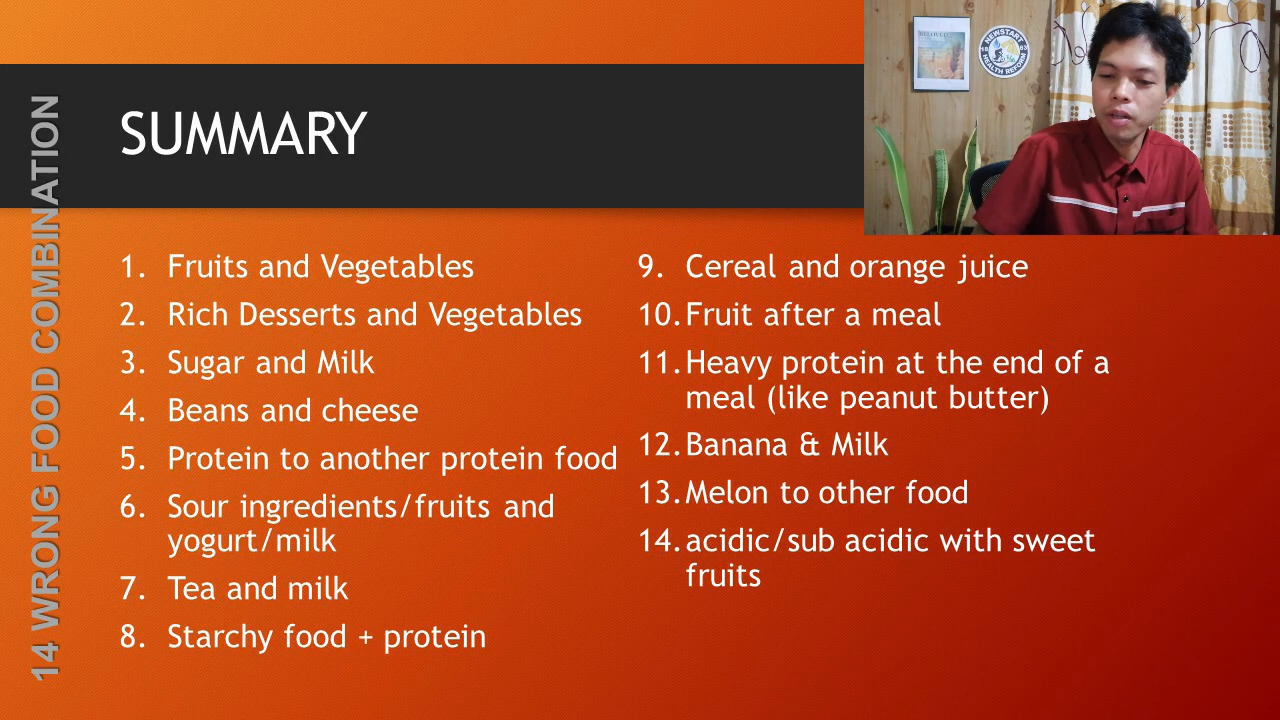 14 WRONG FOOD COMBINATION
SUMMARY
1. Fruits and Vegetables
2. Rich Desserts and Vegetables
3. Sugar and Milk
4. Beans and cheese
5. Protein to another protein food
6. Sour ingredients/fruits and
yogurt/milk
7. Tea and milk
8. Starchy food + protein
9. Cereal and orange juice
10. Fruit after a meal
11. Heavy protein at the end of a
meal (like peanut butter)
12. Banana & Milk
13. Melon to other food
14. acidic/sub acidic with sweet
fruits
BELOVED
NEWSTART
HEALTH REFORM